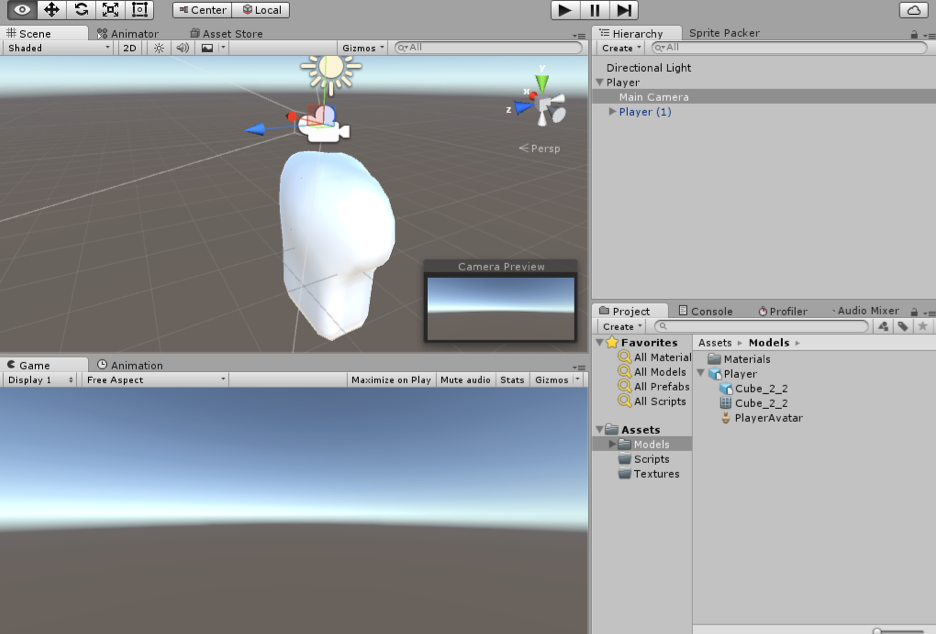 Center Local
Scene Animator Asset Store
Shaded 2D Gizmos All
y
x
z
Persp
Camera Preview
Game Animation
Display 1 Free Aspect Maximize on Play Mute audio Stats Gizmos
Hierarchy Sprite Packer
Create All
Directional Light
Player
Main Camera
Player (1)
Project Console Profiler Audio Mixer
Create
Favorites
All Material
All Models
All Prefabs
All Scripts
Assets
Models
Scripts
Textures
Assets Models
Materials
Player
Cube_2_2
Cube_2_2
PlayerAvatar